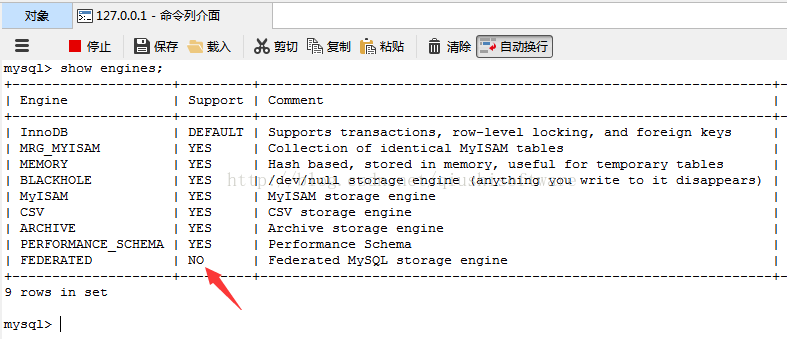 对象 127.0.0.1 - 命令列介面
停止 保存 载入 剪切 复制 粘贴 清除 自动换行
mysql> show engines;
+--------------------+---------+----------------------------------------------------------------+
| Engine | Support | Comment |
+--------------------+---------+----------------------------------------------------------------+
| InnoDB | DEFAULT | Supports transactions, row-level locking, and foreign keys |
| MRG_MYISAM | YES | Collection of identical MyISAM tables |
| MEMORY | YES | Hash based, stored in memory, useful for temporary tables |
| BLACKHOLE | YES | /dev/null storage engine (anything you write to it disappears) |
| MyISAM | YES | MyISAM storage engine |
| CSV | YES | CSV storage engine |
| ARCHIVE | YES | Archive storage engine |
| PERFORMANCE_SCHEMA | YES | Performance Schema |
| FEDERATED | NO | Federated MySQL storage engine |
+--------------------+---------+----------------------------------------------------------------+
9 rows in set
mysql>